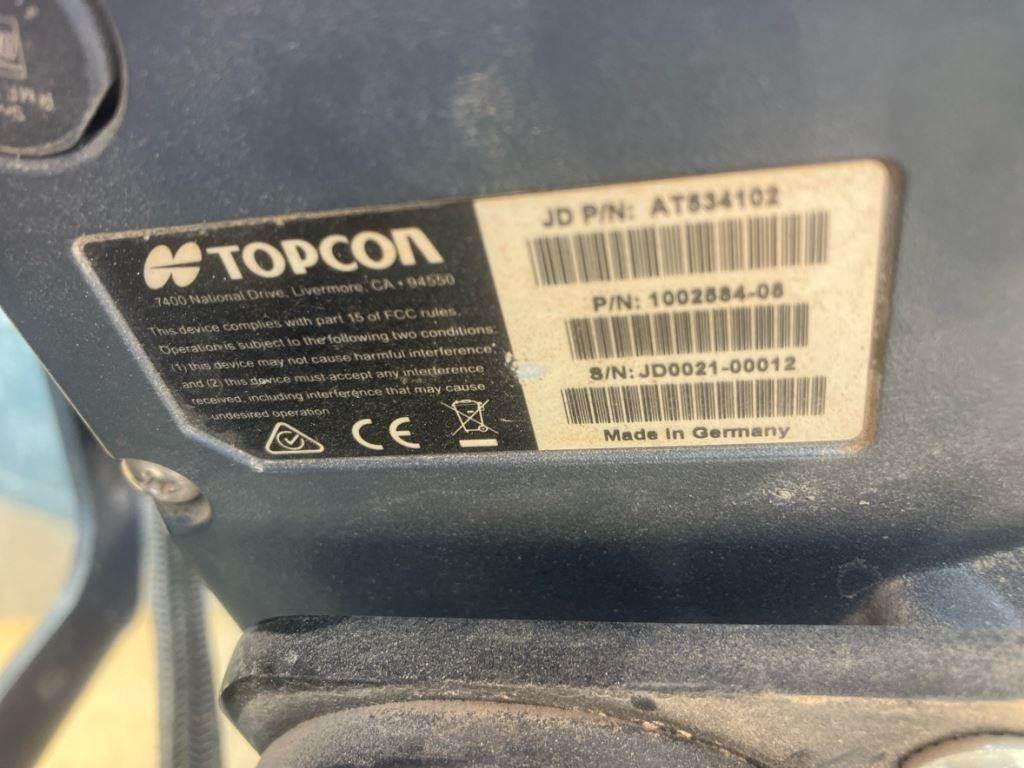 TOPCON
7400 National Drive, Livermore, CA • 94550
This device complies with part 15 of FCC rules.
Operation is subject to the following two conditions:
(1) this device may not cause harmful interference,
and (2) this device must accept any interference
received, including interference that may cause
undesired operation
CE
JD P/N: AT534102
P/N: 1002884-08
S/N: JD0021-00012
Made in Germany